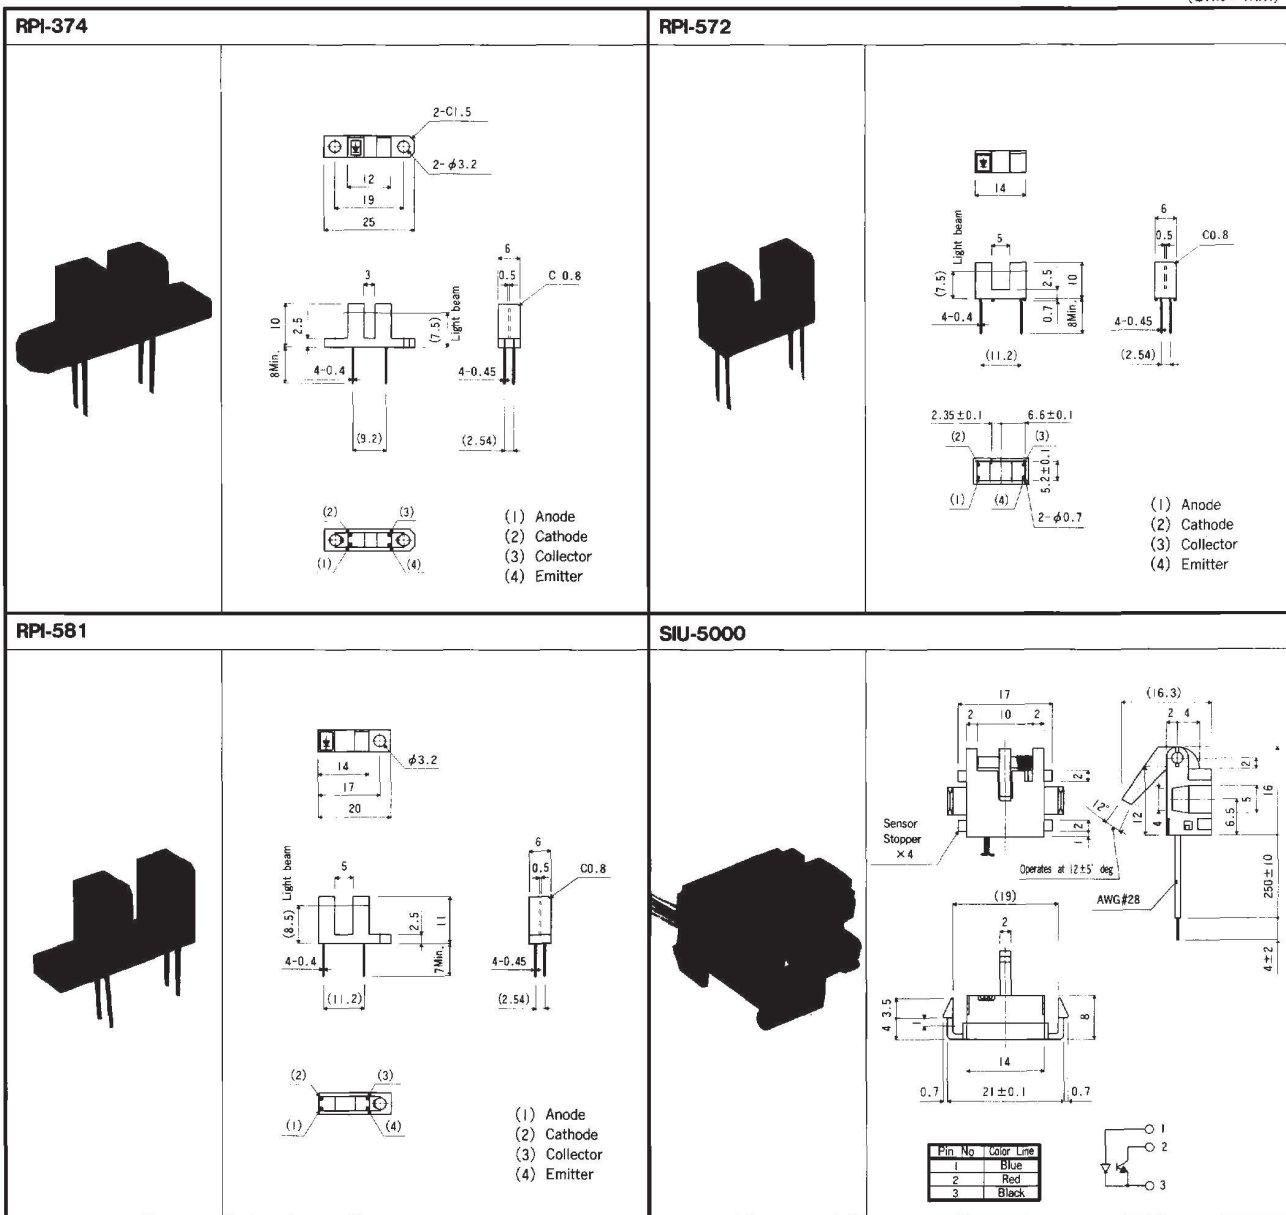 RPI-374
2-C1.5
2-φ3.2
12
19
25
6
3
0.5
C 0.8
10
2.5
(7.5)
Light beam
8Min.
4-0.4
4-0.45
(9.2)
(2.54)
(2)
(3)
(1)
(4)
(1) Anode
(2) Cathode
(3) Collector
(4) Emitter
RPI-572
14
6
Light beam
5
0.5
C0.8
(7.5)
2.5
10
4-0.4
0.7
8Min.
4-0.45
(11.2)
(2.54)
2.35±0.1
6.6±0.1
(2)
(3)
5.2±0.1
(1)
(4)
2-φ0.7
(1) Anode
(2) Cathode
(3) Collector
(4) Emitter
RPI-581
φ3.2
14
17
20
6
Light beam
5
0.5
C0.8
(8.5)
2.5
11
4-0.4
7Min.
4-0.45
(11.2)
(2.54)
(2)
(3)
(1)
(4)
(1) Anode
(2) Cathode
(3) Collector
(4) Emitter
SIU-5000
17
2
10
2
2
2
1
Sensor
Stopper
×4
(16.3)
2
4
2
16
12
4
5
6.5
12°
Operates at 12±5° deg
AWG#28
250±10
4±2
(19)
2
3.5
4
1
8
14
0.7
21±0.1
0.7
Pin No Color Line
1 Blue
2 Red
3 Black
1
2
3